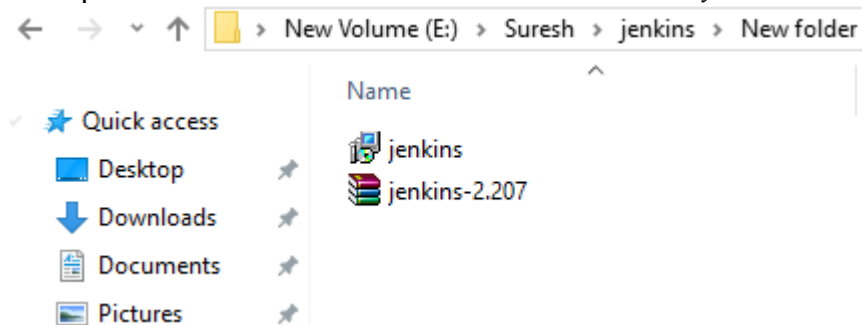 New Volume (E:) > Suresh > jenkins > New folder
Name
Quick access
jenkins
Desktop
jenkins-2.207
Downloads
Documents
Pictures